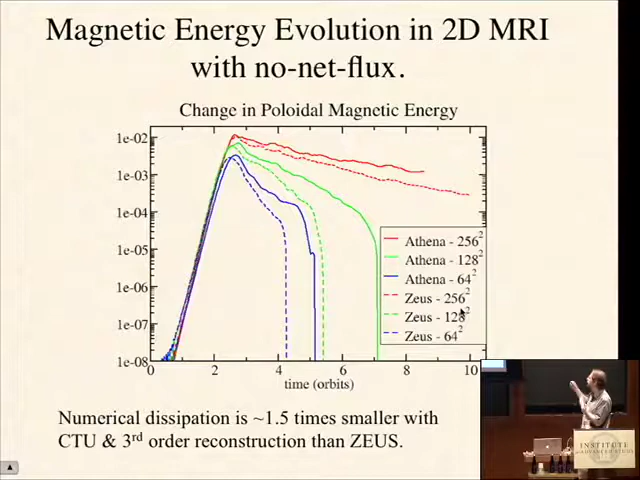 Magnetic Energy Evolution in 2D MRI
with no-net-flux.
Change in Poloidal Magnetic Energy
1e-02
1e-03
1e-04
1e-05
1e-06
1e-07
1e-08
Athena - 256²
Athena - 128²
Athena - 64²
Zeus - 256²
Zeus - 128²
Zeus - 64²
0 2 4 6 8 10
time (orbits)
Numerical dissipation is ~1.5 times smaller with
CTU & 3rd order reconstruction than ZEUS.
INSTITUTE
ADVANCED STUDY